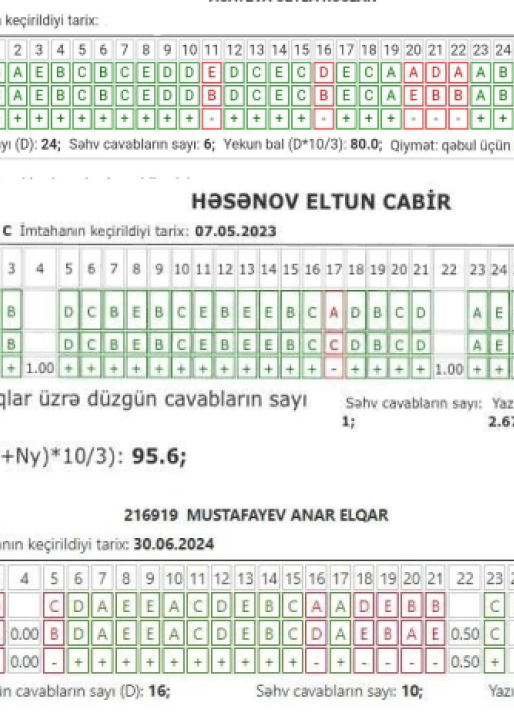 keçirildiyi tarix:
2 3 4 5 6 7 8 9 10 11 12 13 14 15 16 17 18 19 20 21 22 23 24
A E B C B C E D D E D C E C D E C A A D A A B
A E B C B C E D D B D C E C B E C A E B B A B
+ + + + + + + + + - + + + + - + + + - - - + +
yı (D): 24; Səhv cavabların sayı: 6; Yekun bal (D*10/3): 80.0; Qiymət: qəbul üçün
HƏSƏNOV ELTUN CABİR
C İmtahanın keçirildiyi tarix: 07.05.2023
3 4 5 6 7 8 9 10 11 12 13 14 15 16 17 18 19 20 21 22 23 24
B D C B E B C E B E E B C A D B C D A E
B D C B E B C E B E E B C C D B C D A E
+ 1.00 + + + + + + + + + + + + - + + + + 1.00 + +
qlar üzrə düzgün cavabların sayı Səhv cavabların sayı: Yaz
1; 2.67
+Ny)*10/3): 95.6;
216919 MUSTAFAYEV ANAR ELQAR
nın keçirildiyi tarix: 30.06.2024
4 5 6 7 8 9 10 11 12 13 14 15 16 17 18 19 20 21 22 23
C D A E E A C D E B C A A D E B B C
0.00 B D A E E A C D E B C D A E B A E 0.50 C
0.00 - + + + + + + + + + + - + - - - - 0.50 +
ün cavabların sayı (D): 16; Səhv cavabların sayı: 10; Yazı